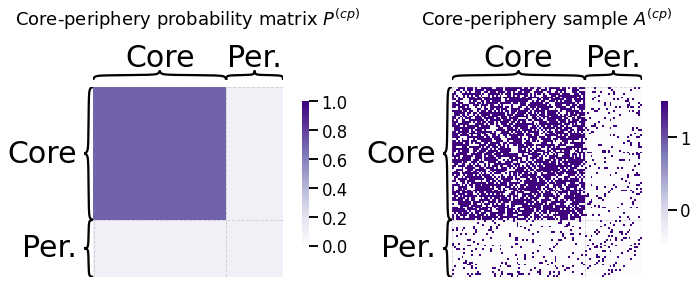 Core-periphery probability matrix P^(cp)
Core Per.
Core
Per.
1.0
0.8
0.6
0.4
0.2
0.0
Core-periphery sample A^(cp)
Core Per.
Core
Per.
1
0